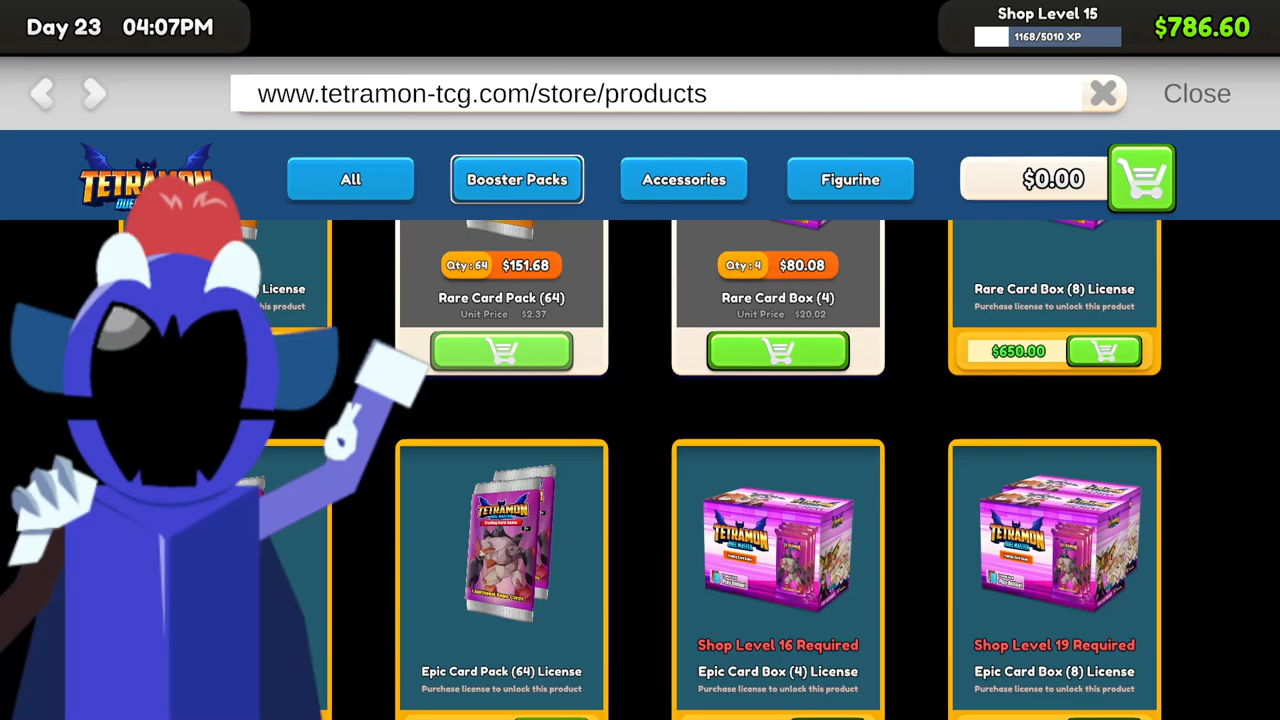 Day 23 04:07PM
Shop Level 15
1168/5010 XP
$786.60
www.tetramon-tcg.com/store/products
Close
TETRAMON
All
Booster Packs
Accessories
Figurine
$0.00
License
this product
Qty: 64 $151.68
Rare Card Pack (64)
Unit Price $2.37
Qty: 4 $80.08
Rare Card Box (4)
Unit Price $20.02
Rare Card Box (8) License
Purchase license to unlock this product
$650.00
TETRAMON
Epic Card Pack (64) License
Purchase license to unlock this product
TETRAMON
Shop Level 16 Required
Epic Card Box (4) License
Purchase license to unlock this product
TETRAMON
Shop Level 19 Required
Epic Card Box (8) License
Purchase license to unlock this product